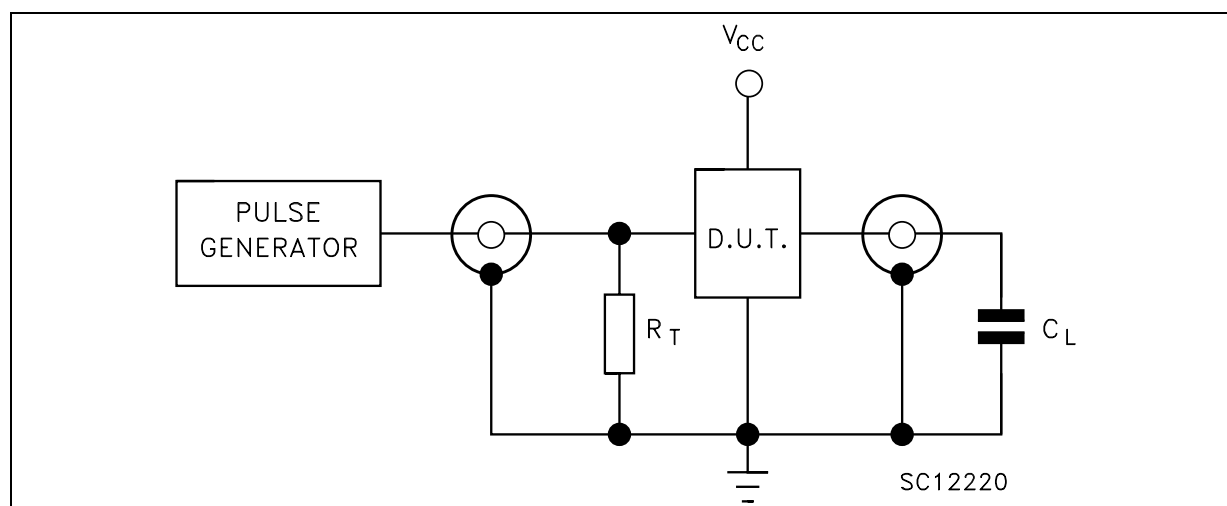 VCC
PULSE
GENERATOR
D.U.T.
RT
CL
SC12220